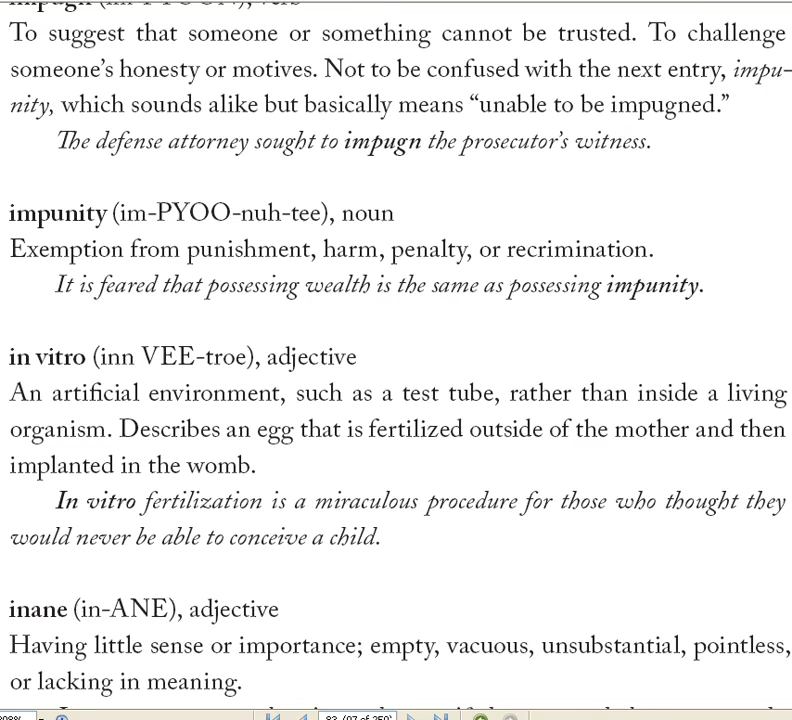 impugn (im-PYOON), verb
To suggest that someone or something cannot be trusted. To challenge
someone’s honesty or motives. Not to be confused with the next entry, impu-
nity, which sounds alike but basically means “unable to be impugned.”
The defense attorney sought to impugn the prosecutor’s witness.
impunity (im-PYOO-nuh-tee), noun
Exemption from punishment, harm, penalty, or recrimination.
It is feared that possessing wealth is the same as possessing impunity.
in vitro (inn VEE-troe), adjective
An artificial environment, such as a test tube, rather than inside a living
organism. Describes an egg that is fertilized outside of the mother and then
implanted in the womb.
In vitro fertilization is a miraculous procedure for those who thought they
would never be able to conceive a child.
inane (in-ANE), adjective
Having little sense or importance; empty, vacuous, unsubstantial, pointless,
or lacking in meaning.